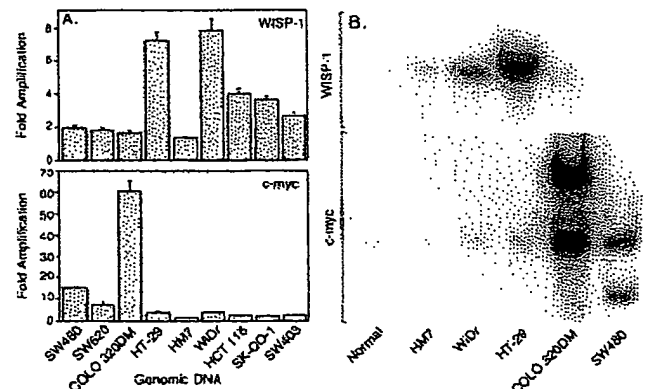 A.
WISP-1
Fold Amplification
8
6
4
2
0
c-myc
Fold Amplification
70
60
50
40
30
20
10
0
SW480
SW620
COLO 320DM
HT-29
HM7
WiDr
HCT 116
SK-CO-1
SW403
Genomic DNA
B.
WISP-1
c-myc
Normal
HM7
WiDr
HT-29
COLO 320DM
SW480